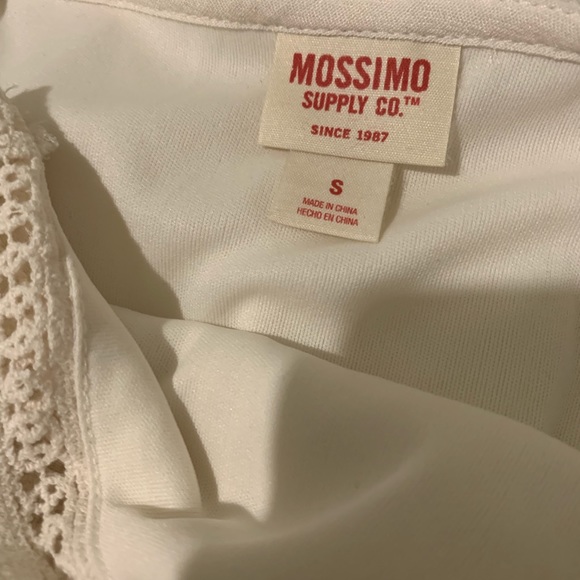 MOSSIMO
SUPPLY CO.™
SINCE 1987
S
MADE IN CHINA
HECHO EN CHINA